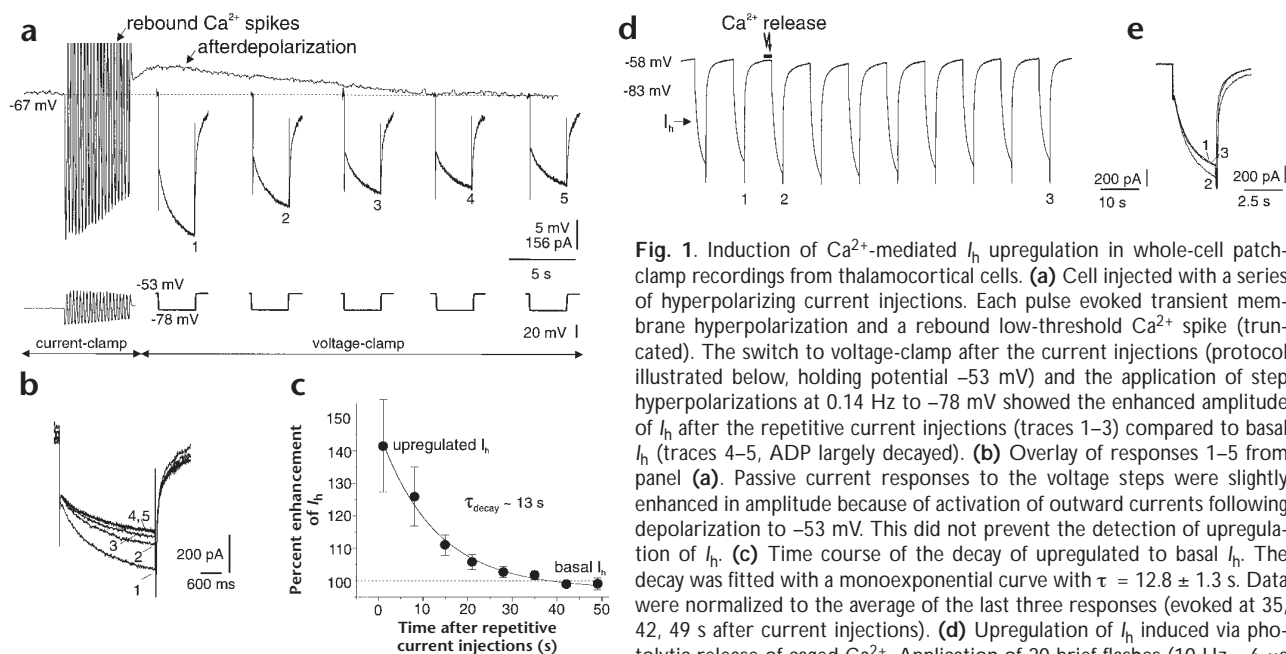 a
rebound Ca²⁺ spikes
afterdepolarization
-67 mV
1
2
3
4
5
5 mV
156 pA
5 s
-53 mV
-78 mV
20 mV
current-clamp
voltage-clamp
b
4,5
3
2
1
200 pA
600 ms
c
Percent enhancement
of Ih
150
140
130
120
110
100
upregulated Ih
τdecay ~ 13 s
basal Ih
0
10
20
30
40
50
Time after repetitive
current injections (s)
d
Ca²⁺ release
-58 mV
-83 mV
Ih
1
2
3
200 pA
10 s
e
1
3
2
200 pA
2.5 s
Fig. 1. Induction of Ca²⁺-mediated Ih upregulation in whole-cell patch-
clamp recordings from thalamocortical cells. (a) Cell injected with a series
of hyperpolarizing current injections. Each pulse evoked transient mem-
brane hyperpolarization and a rebound low-threshold Ca²⁺ spike (trun-
cated). The switch to voltage-clamp after the current injections (protocol
illustrated below, holding potential –53 mV) and the application of step
hyperpolarizations at 0.14 Hz to –78 mV showed the enhanced amplitude
of Ih after the repetitive current injections (traces 1–3) compared to basal
Ih (traces 4–5, ADP largely decayed). (b) Overlay of responses 1–5 from
panel (a). Passive current responses to the voltage steps were slightly
enhanced in amplitude because of activation of outward currents following
depolarization to –53 mV. This did not prevent the detection of upregula-
tion of Ih. (c) Time course of the decay of upregulated to basal Ih. The
decay was fitted with a monoexponential curve with τ = 12.8 ± 1.3 s. Data
were normalized to the average of the last three responses (evoked at 35,
42, 49 s after current injections). (d) Upregulation of Ih induced via pho-
tolytic release of caged Ca²⁺. Application of 20 brief flashes (10 Hz,